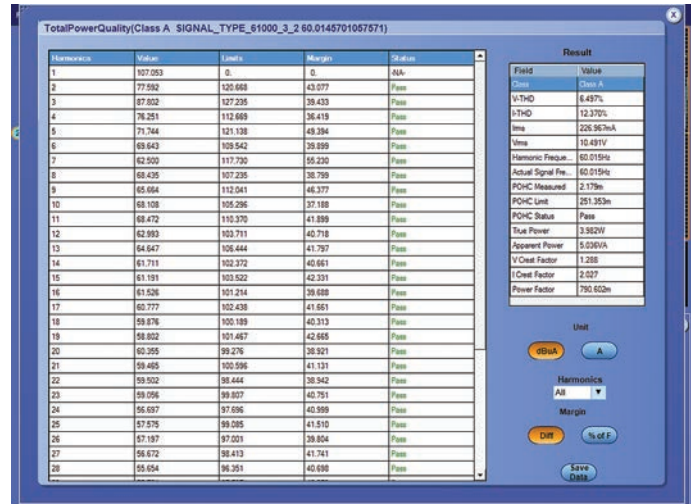 TotalPowerQuality(Class A SIGNAL_TYPE_61000_3_2 60.0145701057571)
Harmonics Value Limits Margin Status
1 107.053 0. 0. -NA-
2 77.592 120.668 43.077 Pass
3 87.802 127.235 39.433 Pass
4 76.251 112.669 36.419 Pass
5 71.744 121.138 49.394 Pass
6 69.643 109.542 39.899 Pass
7 62.500 117.730 55.230 Pass
8 68.435 107.235 38.799 Pass
9 65.664 112.041 46.377 Pass
10 68.108 105.296 37.188 Pass
11 68.472 110.370 41.899 Pass
12 62.993 103.711 40.718 Pass
13 64.647 106.444 41.797 Pass
14 61.711 102.372 40.661 Pass
15 61.191 103.522 42.331 Pass
16 61.526 101.214 39.688 Pass
17 60.777 102.438 41.661 Pass
18 59.876 100.189 40.313 Pass
19 58.802 101.467 42.665 Pass
20 60.355 99.276 38.921 Pass
21 59.465 100.596 41.131 Pass
22 59.502 98.444 38.942 Pass
23 59.056 99.807 40.751 Pass
24 56.697 97.696 40.999 Pass
25 57.575 99.085 41.510 Pass
26 57.197 97.001 39.804 Pass
27 56.672 98.413 41.741 Pass
28 55.654 96.351 40.698 Pass
Result
Field Value
Class Class A
V-THD 6.497%
I-THD 12.370%
Irms 226.967mA
Vrms 10.491V
Harmonic Freque... 60.015Hz
Actual Signal Fre... 60.015Hz
POHC Measured 2.179m
POHC Limit 251.353m
POHC Status Pass
True Power 3.982W
Apparent Power 5.036VA
V Crest Factor 1.288
I Crest Factor 2.027
Power Factor 790.602m
Unit
dBuA A
Harmonics
All
Margin
Diff % of F
Save
Data